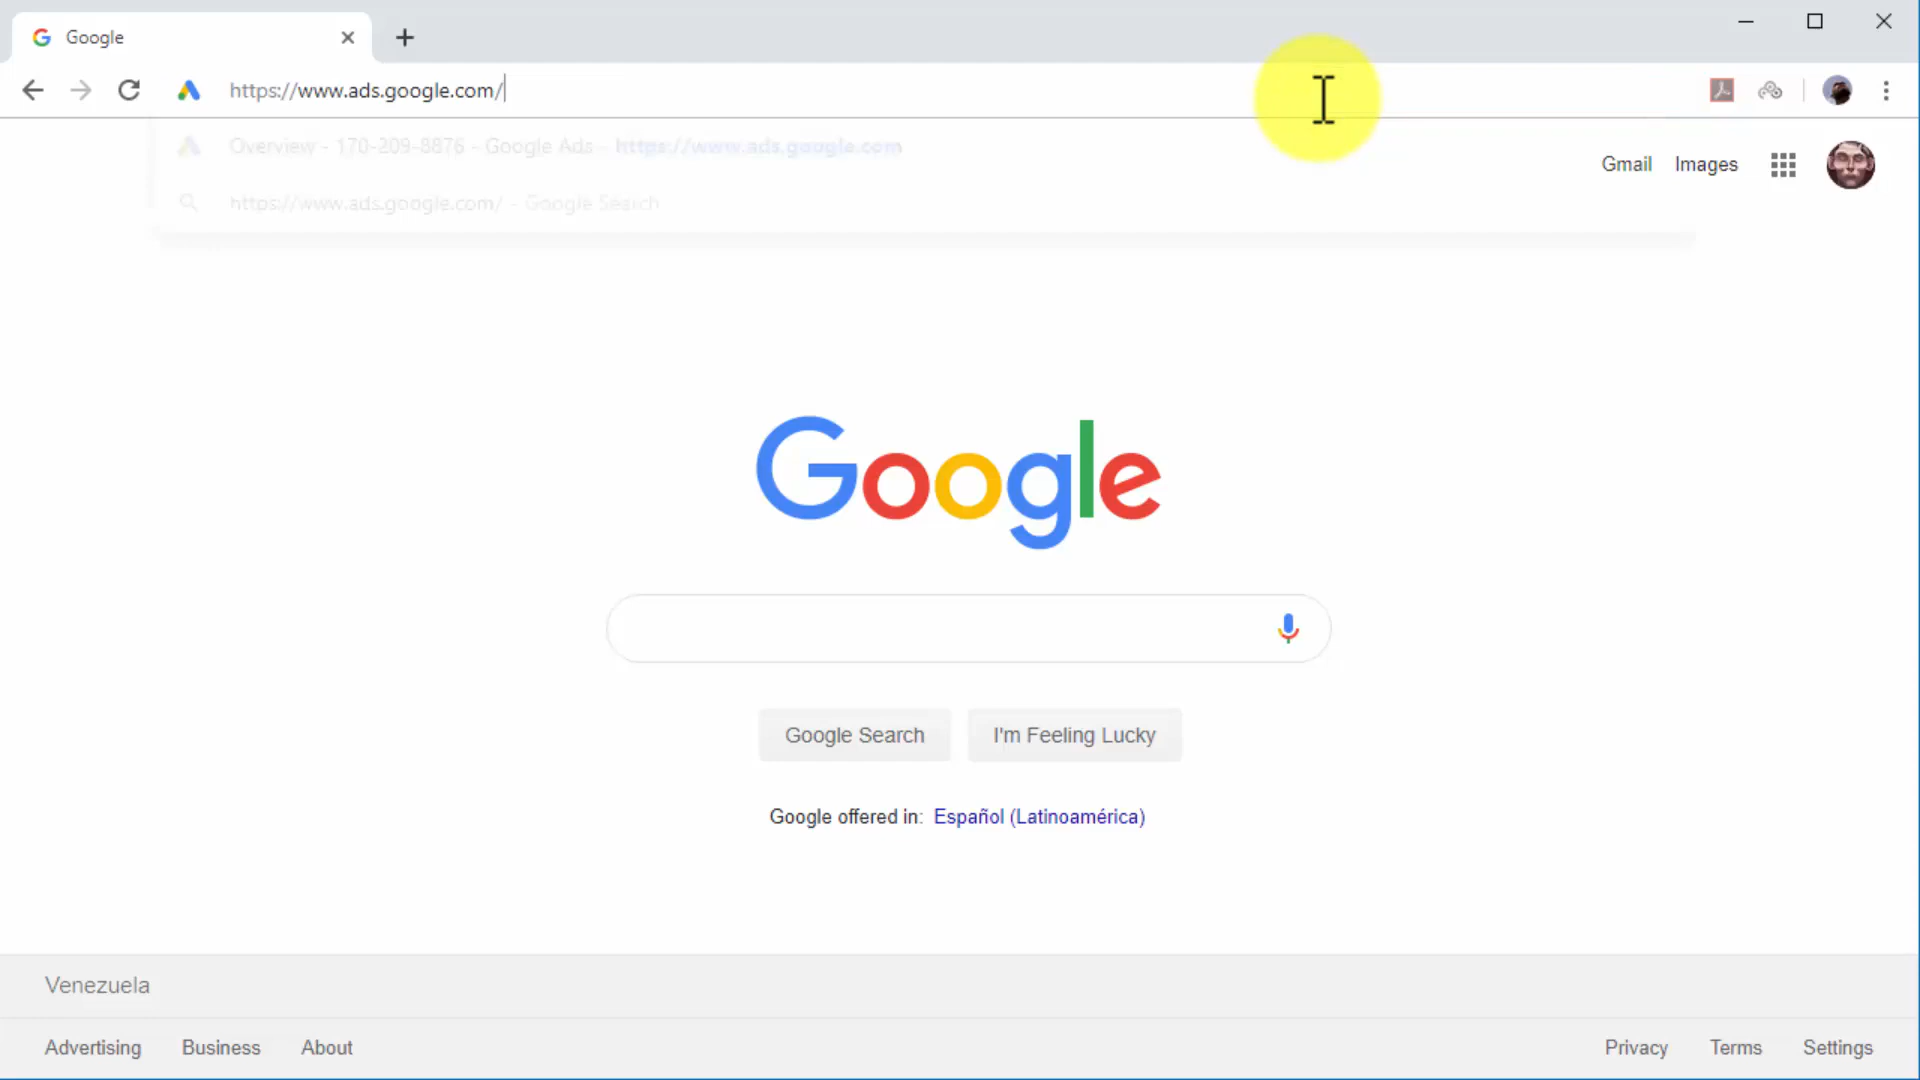 Google
https://www.ads.google.com/
Overview - 170-209-8876 - Google Ads - https://www.ads.google.com
https://www.ads.google.com/ - Google Search
Gmail Images
Google
Google Search I'm Feeling Lucky
Google offered in: Español (Latinoamérica)
Venezuela
Advertising Business About Privacy Terms Settings